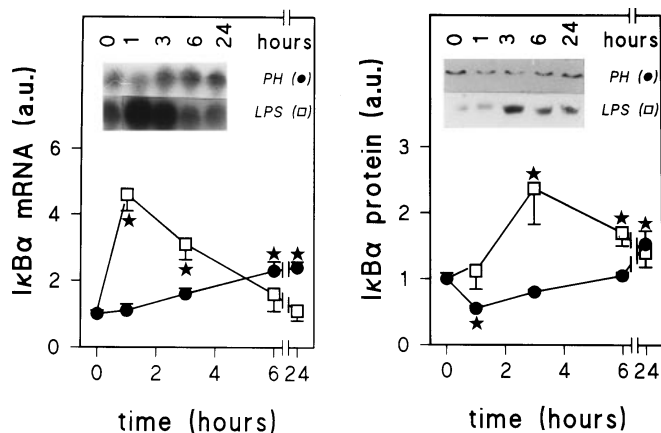 0 1 3 6 24 hours
PH (●)
LPS (□)
IκBα mRNA (a.u.)
6
4
2
0
0 2 4 6 24
time (hours)
0 1 3 6 24 hours
PH (●)
LPS (□)
IκBα protein (a.u.)
3
2
1
0
0 2 4 6 24
time (hours)